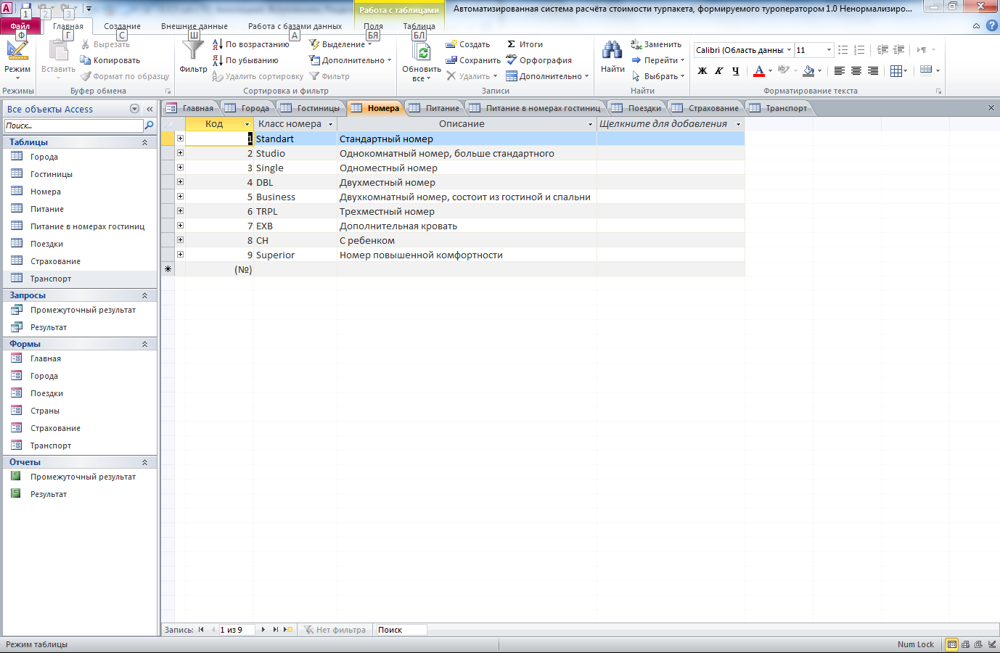 Работа с таблицами
Автоматизированная система расчёта стоимости турпакета, формируемого туроператором 1.0 Ненормализиро...
1 2 3
Файл Главная Создание Внешние данные Работа с базами данных Поля Таблица
Ф Г С Ш А БЯ БЛ
Режим
Режимы
Вставить
Вырезать
Копировать
Формат по образцу
Буфер обмена
Фильтр
По возрастанию
По убыванию
Удалить сортировку
Выделение
Дополнительно
Фильтр
Сортировка и фильтр
Обновить
все
Создать
Сохранить
Удалить
Итоги
Орфография
Дополнительно
Записи
Найти
Заменить
Перейти
Выбрать
Найти
Calibri (Область данны: 11
Ж К Ч
Форматирование текста
Все объекты Access
Поиск...
Таблицы
Города
Гостиницы
Номера
Питание
Питание в номерах гостиниц
Поездки
Страхование
Транспорт
Запросы
Промежуточный результат
Результат
Формы
Главная
Города
Поездки
Страны
Страхование
Транспорт
Отчеты
Промежуточный результат
Результат
Главная Города Гостиницы Номера Питание Питание в номерах гостиниц Поездки Страхование Транспорт
Код Класс номера Описание Щелкните для добавления
1 Standart Стандартный номер
2 Studio Однокомнатный номер, больше стандартного
3 Single Одноместный номер
4 DBL Двухместный номер
5 Business Двухкомнатный номер, состоит из гостиной и спальни
6 TRPL Трехместный номер
7 EXB Дополнительная кровать
8 CH С ребенком
9 Superior Номер повышенной комфортности
(№)
Запись: 1 из 9 Нет фильтра Поиск
Режим таблицы
Num Lock